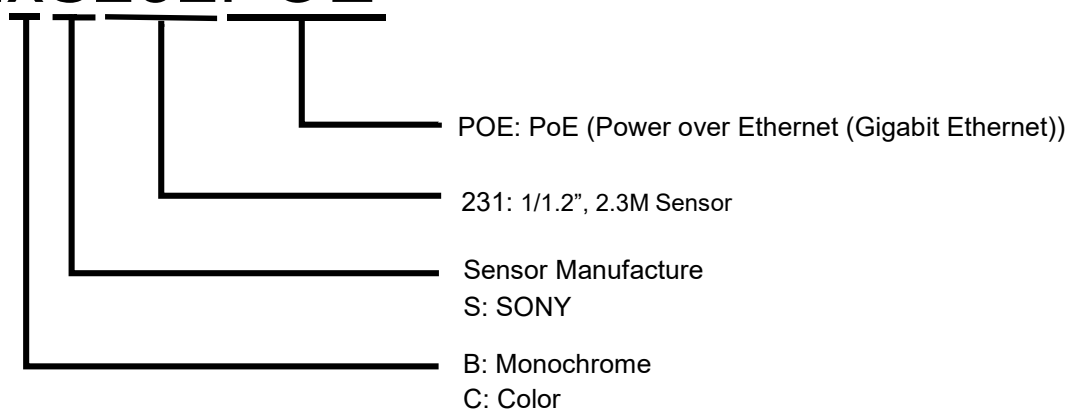 POE: PoE (Power over Ethernet (Gigabit Ethernet))
231: 1/1.2”, 2.3M Sensor
Sensor Manufacture
S: SONY
B: Monochrome
C: Color